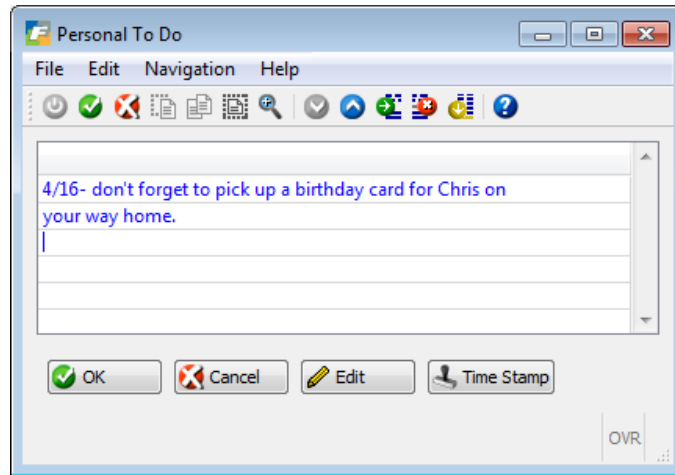 Personal To Do
File Edit Navigation Help
4/16- don't forget to pick up a birthday card for Chris on
your way home.
OK Cancel Edit Time Stamp
OVR